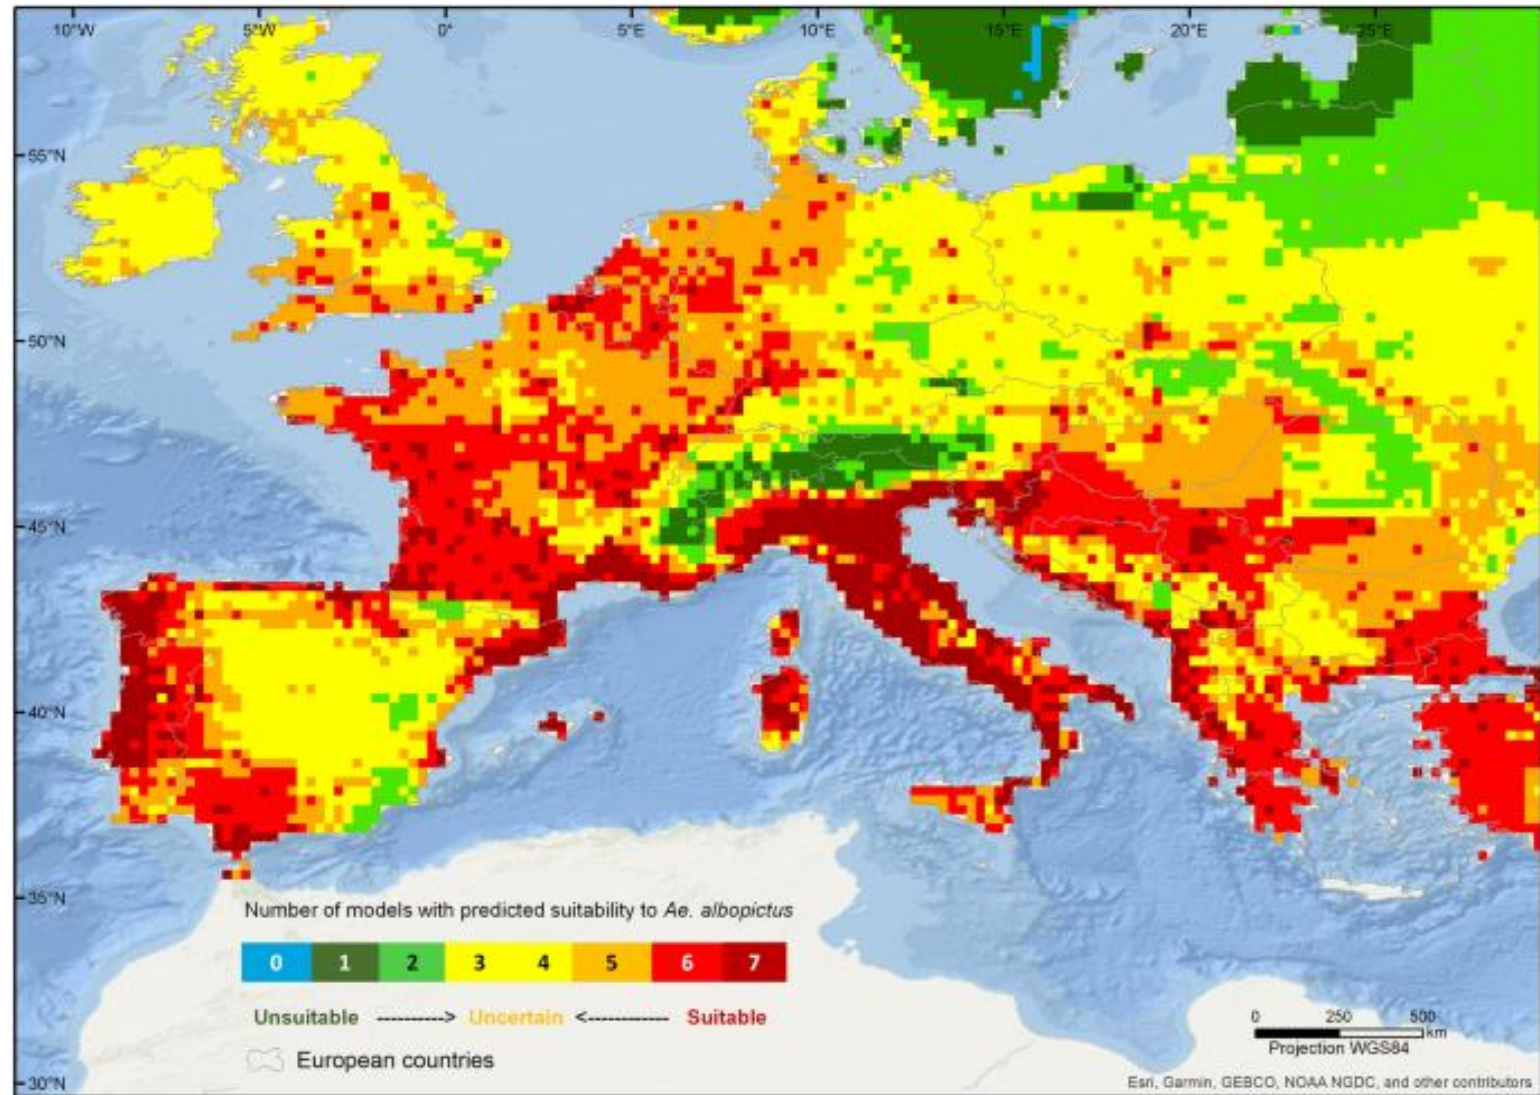 10°W 5°W 0° 5°E 10°E 15°E 20°E 25°E
55°N
50°N
45°N
40°N
35°N
30°N
Number of models with predicted suitability to Ae. albopictus
0 1 2 3 4 5 6 7
Unsuitable ----------> Uncertain <------------ Suitable
European countries
0 250 500
km
Projection WGS84
Esri, Garmin, GEBCO, NOAA NGDC, and other contributors